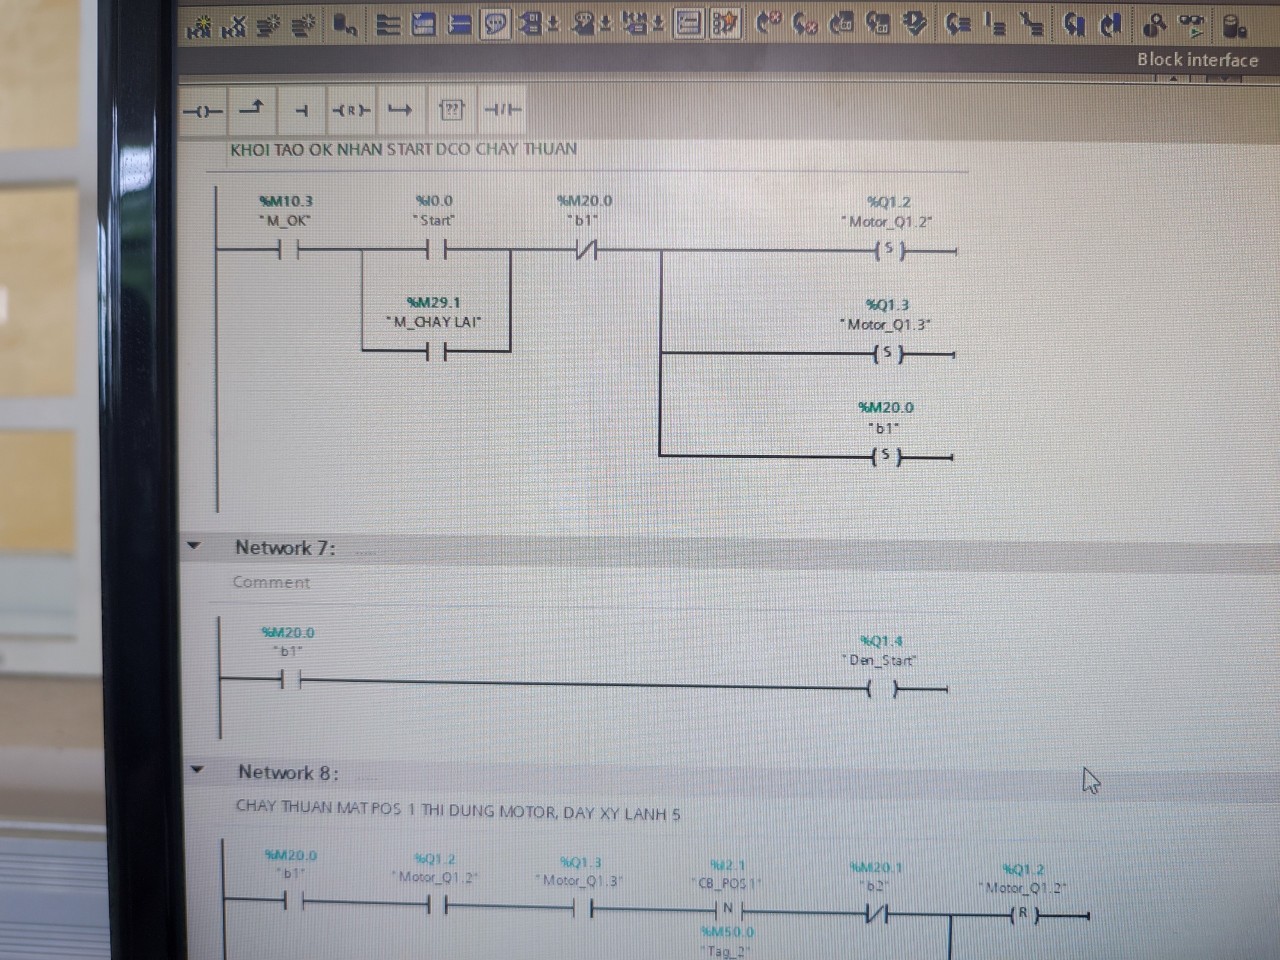 Block interface
KHOI TAO OK NHAN START DCO CHAY THUAN
%M10.3 %I0.0 %M20.0 %Q1.2
"M_OK" "Start" "b1" "Motor_Q1.2"
S
%M29.1 %Q1.3
"M_CHAY LAI" "Motor_Q1.3"
S
%M20.0
"b1"
S
Network 7: .....
Comment
%M20.0 %Q1.4
"b1" "Den_Start"
Network 8: .....
CHAY THUAN MAT POS 1 THI DUNG MOTOR, DAY XY LANH 5
%M20.0 %Q1.2 %Q1.3 %I2.1 %M20.1 %Q1.2
"b1" "Motor_Q1.2" "Motor_Q1.3" "CB_POS1" "b2" "Motor_Q1.2"
N R
%M50.0
"Tag_2"